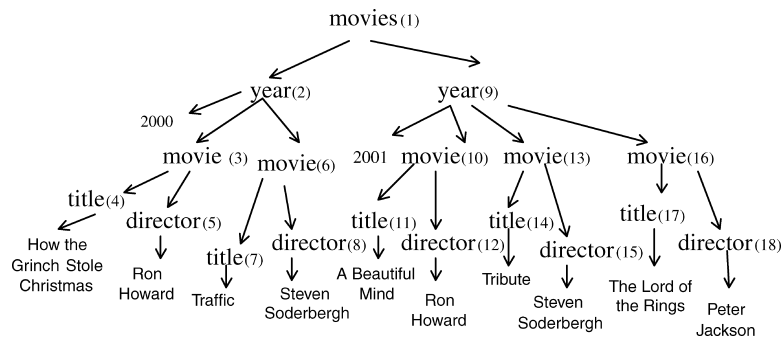 movies(1)
year(2) year(9)
2000
movie (3) movie(6) 2001 movie(10) movie(13) movie(16)
title(4) director(5) title(11) title(14) title(17)
title(7) director(8) director(12) director(15) director(18)
How the
Grinch Stole
Christmas
Ron
Howard
Traffic
Steven
Soderbergh
A Beautiful
Mind
Ron
Howard
Tribute
Steven
Soderbergh
The Lord of
the Rings
Peter
Jackson